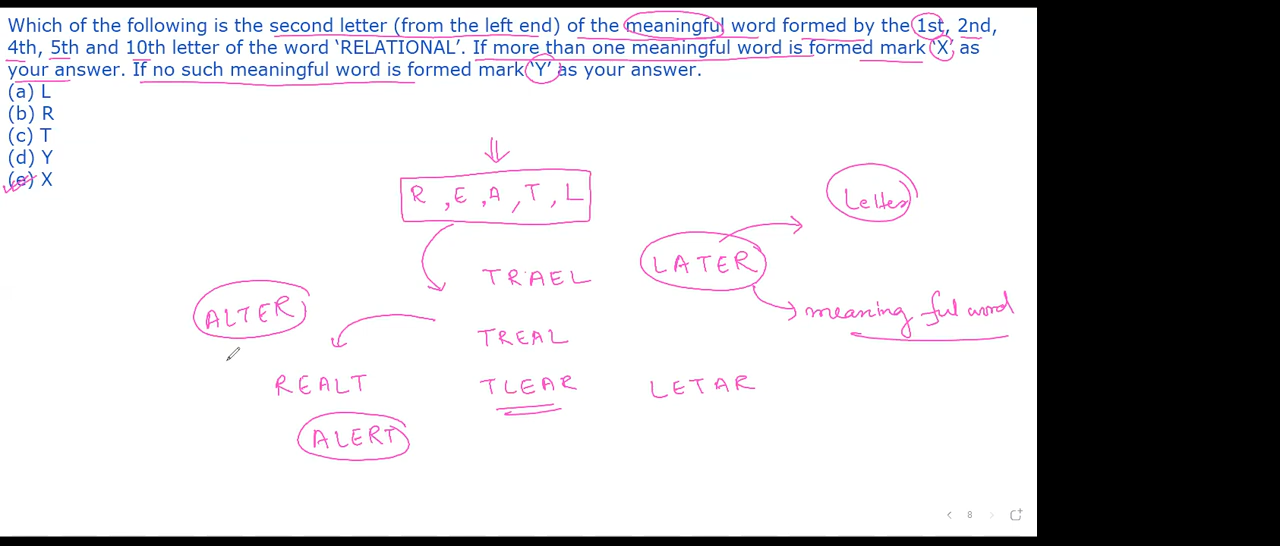 Which of the following is the second letter (from the left end) of the meaningful word formed by the 1st, 2nd,
4th, 5th and 10th letter of the word ‘RELATIONAL’. If more than one meaningful word is formed mark ‘X’ as
your answer. If no such meaningful word is formed mark ‘Y’ as your answer.
(a) L
(b) R
(c) T
(d) Y
(e) X
R, E, A, T, L
Letter
TRAEL
LATER
ALTER
meaningful word
TREAL
REALT
TLEAR
LETAR
ALERT
8